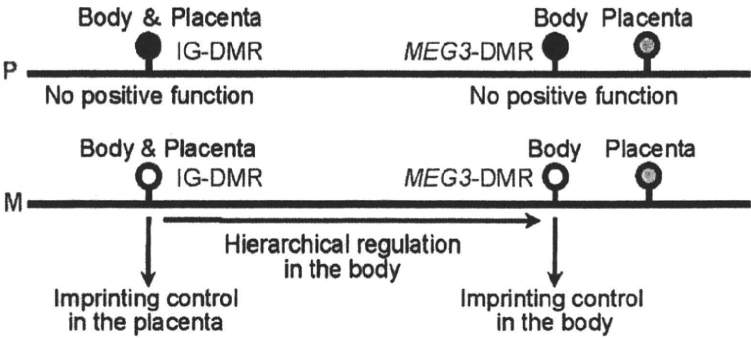 Body & Placenta Body Placenta
IG-DMR MEG3-DMR
P
No positive function No positive function
Body & Placenta Body Placenta
IG-DMR MEG3-DMR
M
Hierarchical regulation
in the body
Imprinting control Imprinting control
in the placenta in the body